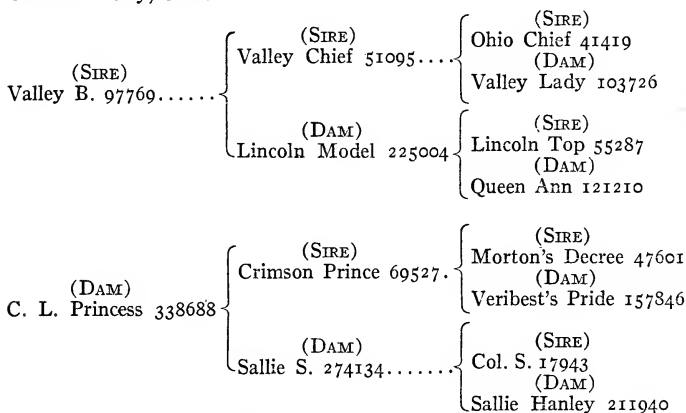 (SIRE)
Ohio Chief 41419
(SIRE)
Valley Chief 51095....
(DAM)
Valley Lady 103726
(SIRE)
Valley B. 97769......
(SIRE)
Lincoln Top 55287
(DAM)
Lincoln Model 225004
(DAM)
Queen Ann 121210
(SIRE)
Morton's Decree 47601
(SIRE)
Crimson Prince 69527.
(DAM)
Veribest's Pride 157846
(DAM)
C. L. Princess 338688
(SIRE)
Col. S. 17943
(DAM)
Sallie S. 274134.......
(DAM)
Sallie Hanley 211940